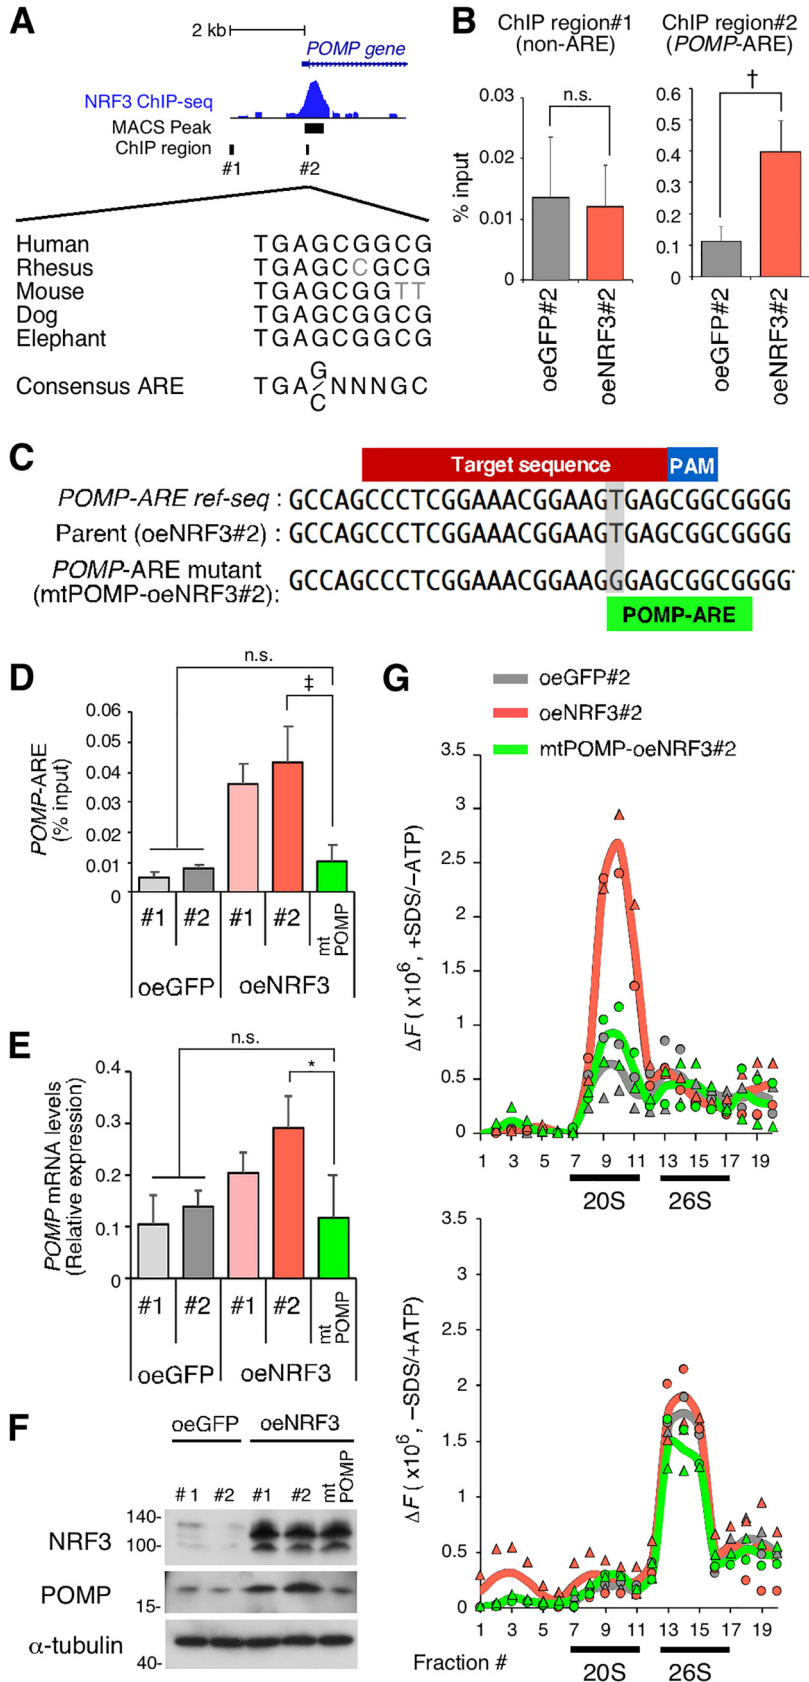 A
2 kb
POMP gene
NRF3 ChIP-seq
MACS Peak
ChIP region
#1 #2
Human TGAGCGGCG
Rhesus TGAGCCGCG
Mouse TGAGCGGTT
Dog TGAGCGGCG
Elephant TGAGCGGCG
Consensus ARE TGAG/CNNNGC
B
ChIP region#1
(non-ARE)
ChIP region#2
(POMP-ARE)
n.s.
†
% input
0.03
0.02
0.01
0
0.6
0.5
0.4
0.3
0.2
0.1
0
oeGFP#2
oeNRF3#2
oeGFP#2
oeNRF3#2
C
Target sequence PAM
POMP-ARE ref-seq : GCCAGCCCTCGGAAACGGAAGTGAGCGGCGGGG
Parent (oeNRF3#2) : GCCAGCCCTCGGAAACGGAAGTGAGCGGCGGGG
POMP-ARE mutant
(mtPOMP-oeNRF3#2): GCCAGCCCTCGGAAACGGAAGGGAGCGGCGGGG
POMP-ARE
D
n.s.
‡
POMP-ARE
(% input)
0.06
0.05
0.04
0.03
0.02
0.01
0
#1 #2 #1 #2 mt POMP
oeGFP oeNRF3
E
n.s.
*
POMP mRNA levels
(Relative expression)
0.4
0.3
0.2
0.1
0
#1 #2 #1 #2 mt POMP
oeGFP oeNRF3
F
oeGFP oeNRF3
#1 #2 #1 #2 mt POMP
NRF3
140-
100-
POMP
15-
α-tubulin
40-
G
oeGFP#2
oeNRF3#2
mtPOMP-oeNRF3#2
ΔF ( x10⁶, +SDS/−ATP)
3.5
3
2.5
2
1.5
1
0.5
0
1 3 5 7 9 11 13 15 17 19
20S 26S
ΔF ( x10⁶, −SDS/+ATP)
3.5
3
2.5
2
1.5
1
0.5
0
1 3 5 7 9 11 13 15 17 19
Fraction #
20S 26S